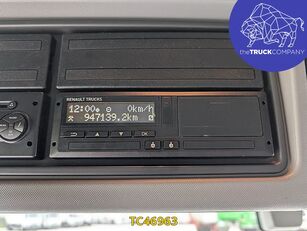 theTRUCKCOMPANY
RENAULT TRUCKS
12:00 0km/h
947139.2km
OK
TC46963